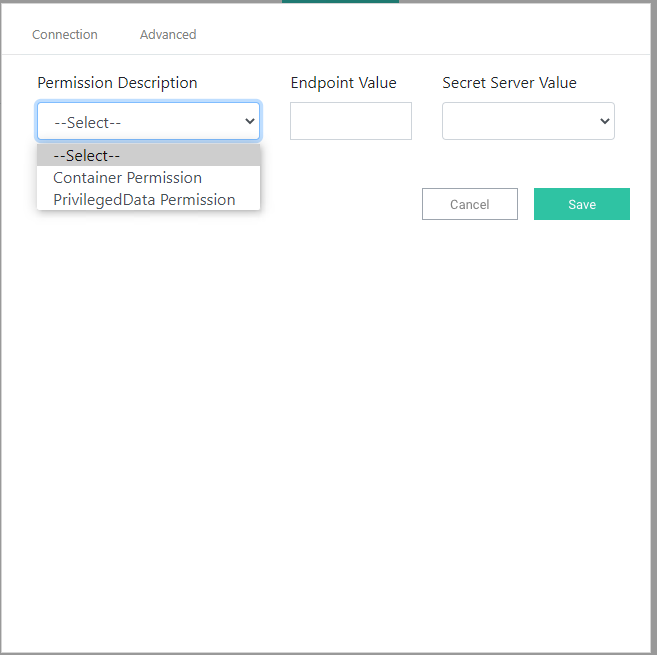 Connection Advanced
Permission Description Endpoint Value Secret Server Value
--Select--
--Select--
Container Permission
PrivilegedData Permission
Cancel Save